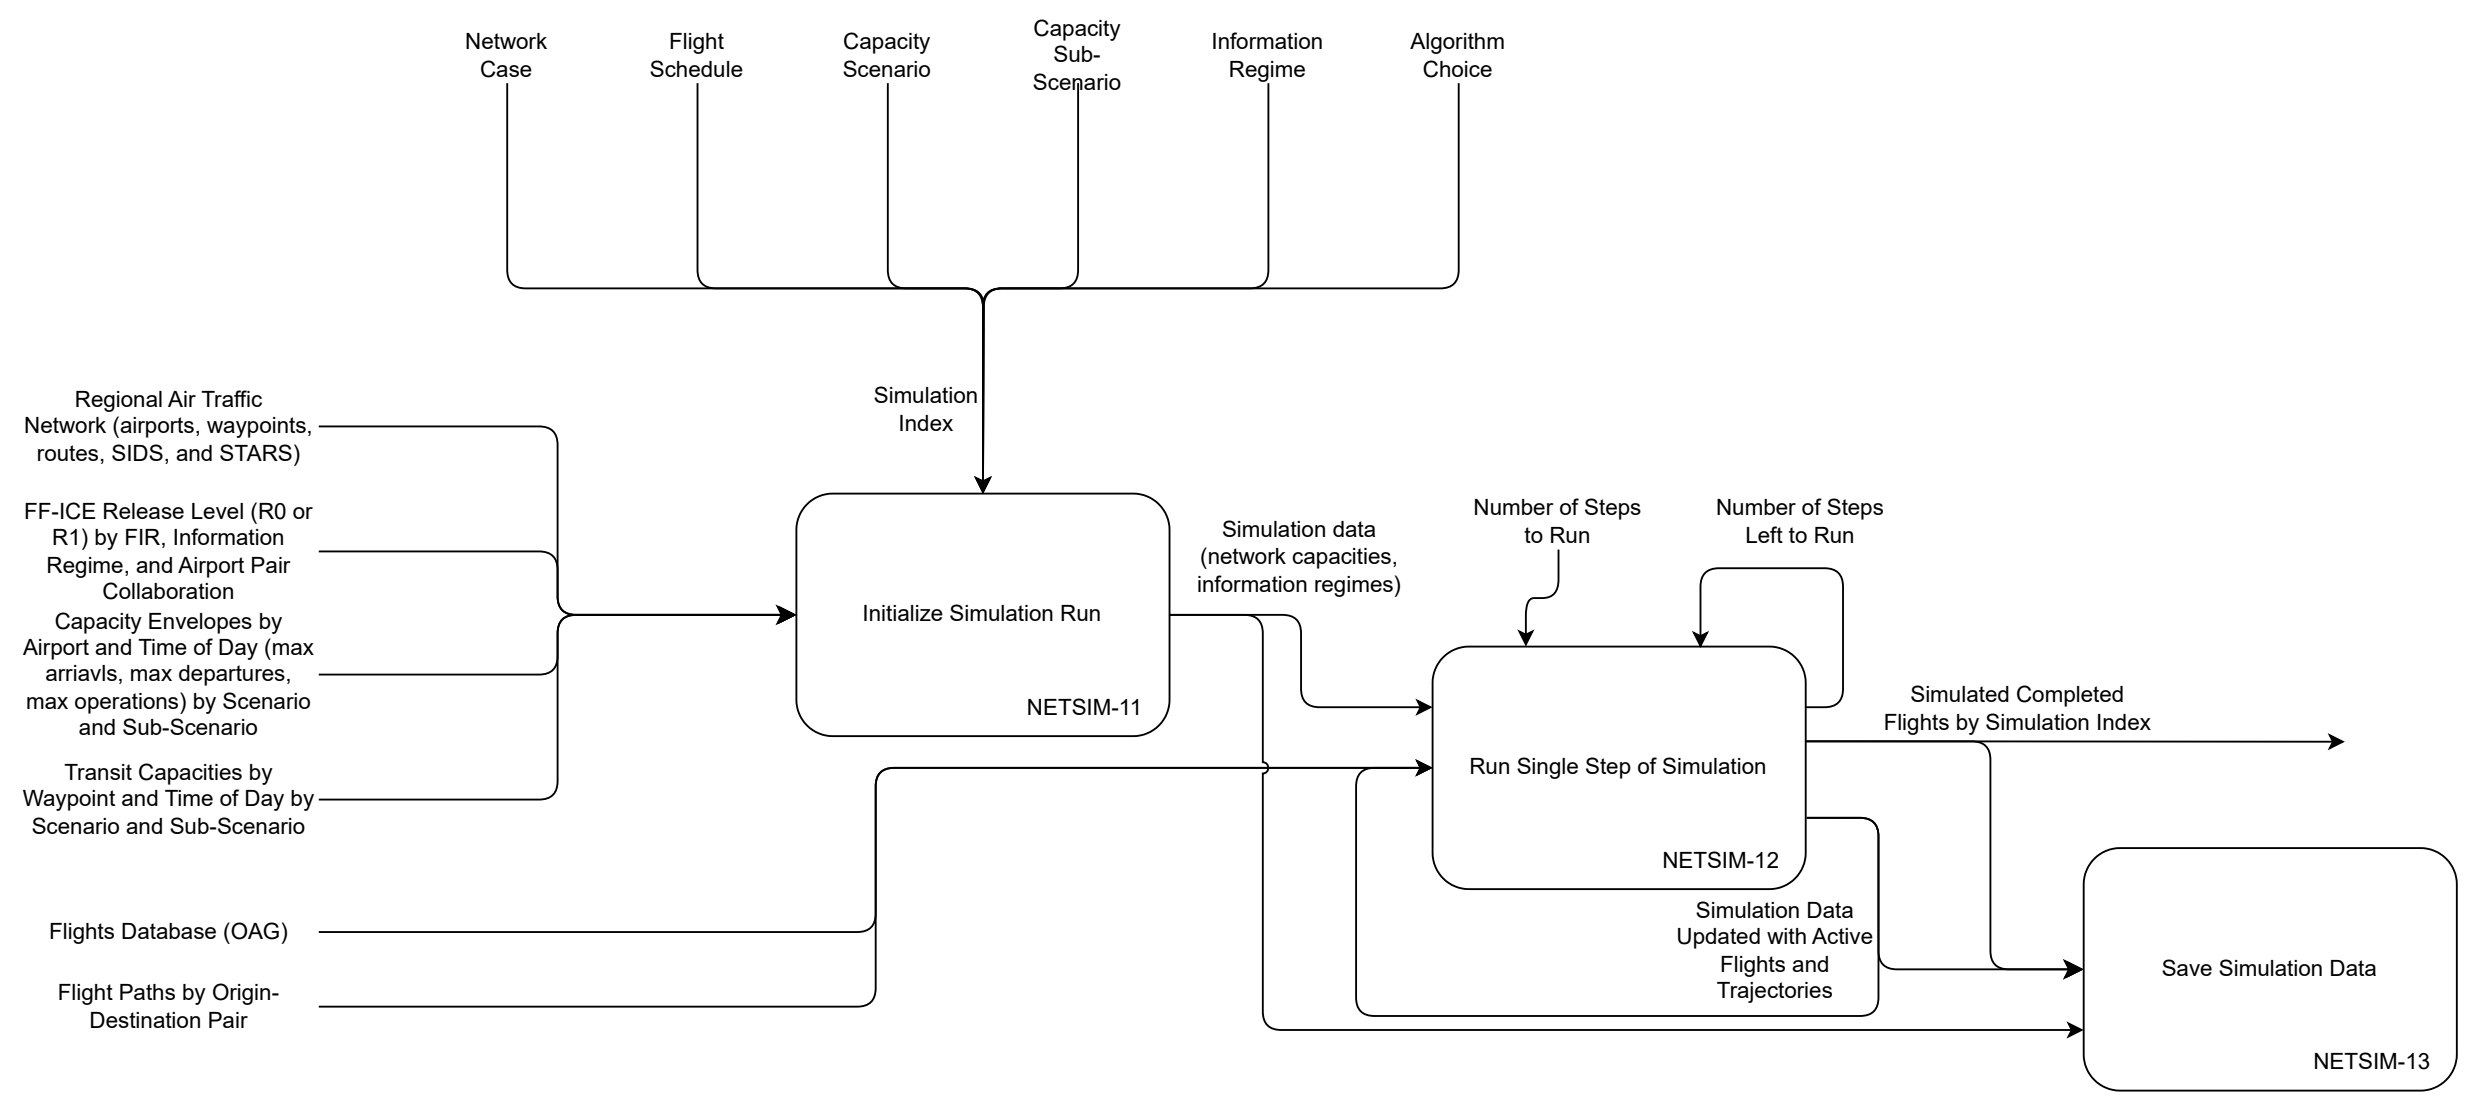 Network
Case
Flight
Schedule
Capacity
Scenario
Capacity
Sub-
Scenario
Information
Regime
Algorithm
Choice
Simulation
Index
Regional Air Traffic
Network (airports, waypoints,
routes, SIDS, and STARS)
FF-ICE Release Level (R0 or
R1) by FIR, Information
Regime, and Airport Pair
Collaboration
Capacity Envelopes by
Airport and Time of Day (max
arriavls, max departures,
max operations) by Scenario
and Sub-Scenario
Transit Capacities by
Waypoint and Time of Day by
Scenario and Sub-Scenario
Flights Database (OAG)
Flight Paths by Origin-
Destination Pair
Initialize Simulation Run
NETSIM-11
Simulation data
(network capacities,
information regimes)
Number of Steps
to Run
Number of Steps
Left to Run
Run Single Step of Simulation
NETSIM-12
Simulated Completed
Flights by Simulation Index
Simulation Data
Updated with Active
Flights and
Trajectories
Save Simulation Data
NETSIM-13